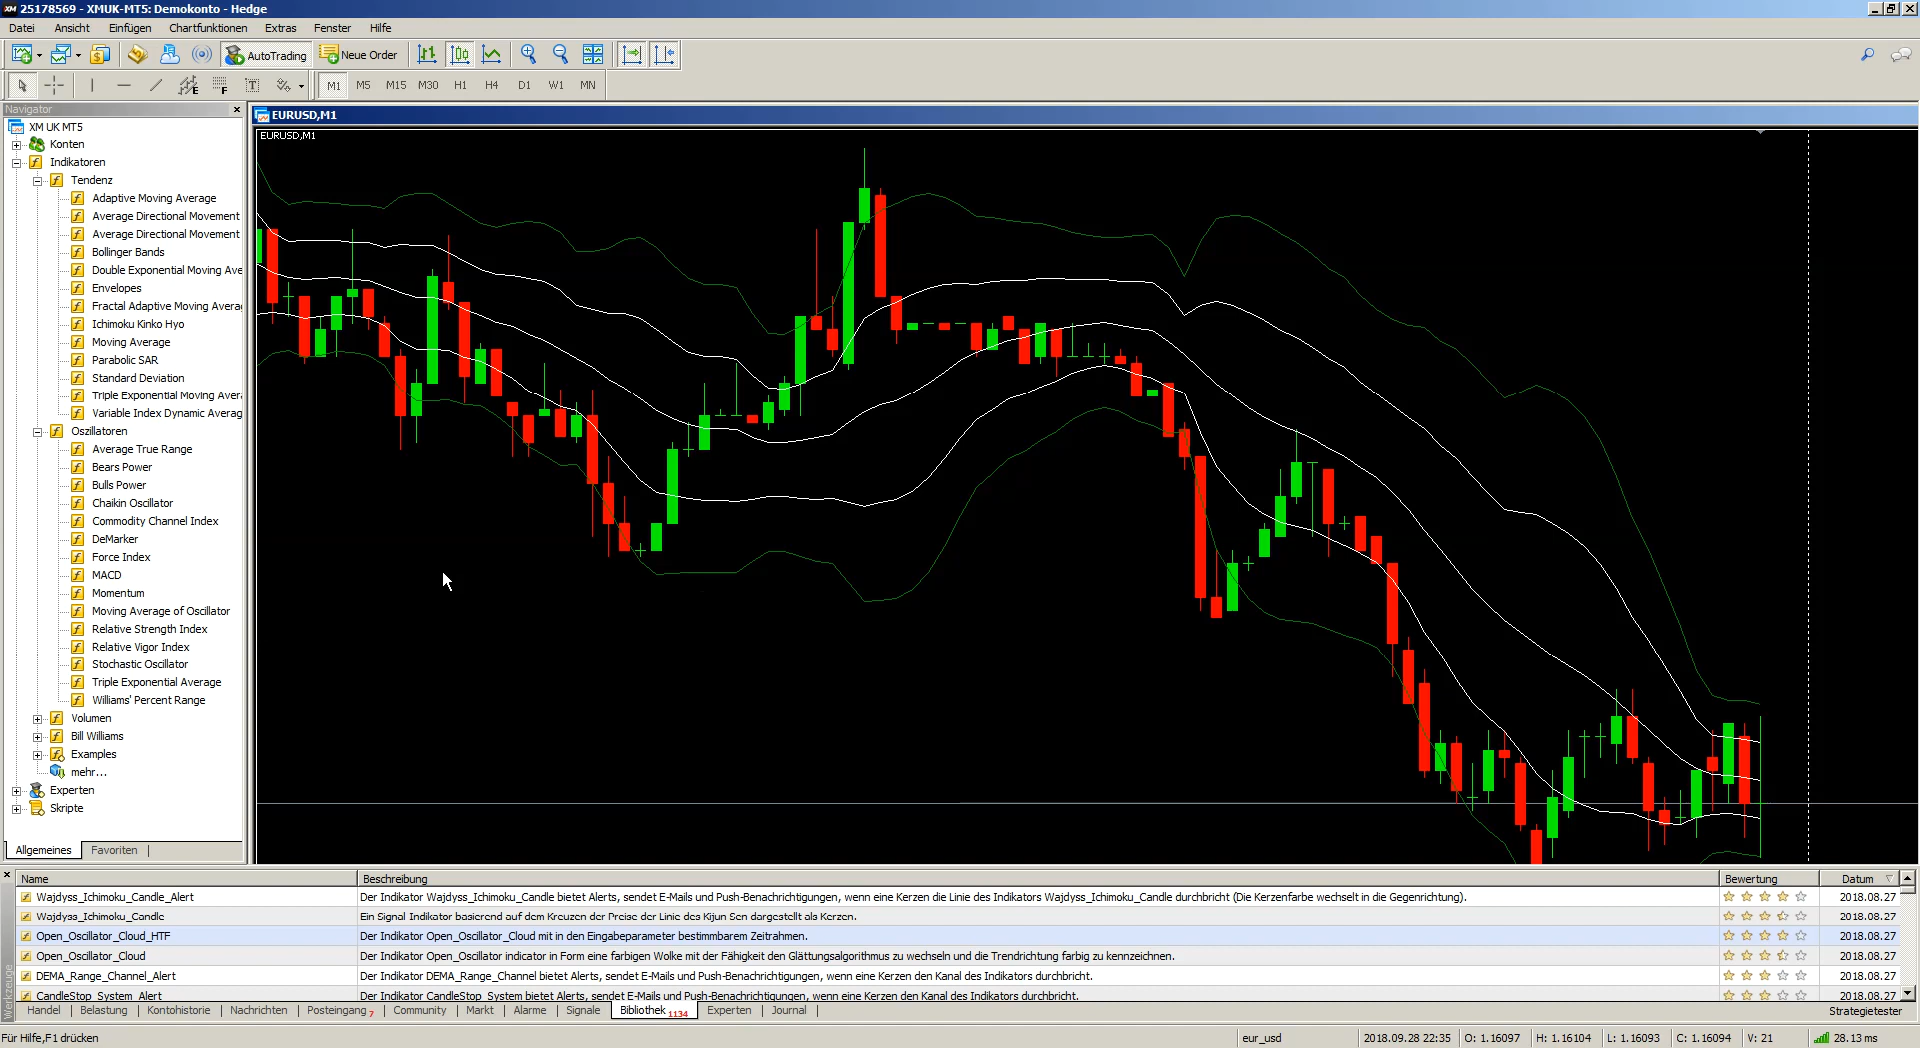 25178569 - XMUK-MT5: Demokonto - Hedge
Datei Ansicht Einfügen Chartfunktionen Extras Fenster Hilfe
AutoTrading Neue Order
M1 M5 M15 M30 H1 H4 D1 W1 MN
Navigator
XM UK MT5
Konten
Indikatoren
Tendenz
Adaptive Moving Average
Average Directional Movement
Average Directional Movement
Bollinger Bands
Double Exponential Moving Ave
Envelopes
Fractal Adaptive Moving Avera
Ichimoku Kinko Hyo
Moving Average
Parabolic SAR
Standard Deviation
Triple Exponential Moving Aver
Variable Index Dynamic Averag
Oszillatoren
Average True Range
Bears Power
Bulls Power
Chaikin Oscillator
Commodity Channel Index
DeMarker
Force Index
MACD
Momentum
Moving Average of Oscillator
Relative Strength Index
Relative Vigor Index
Stochastic Oscillator
Triple Exponential Average
Williams' Percent Range
Volumen
Bill Williams
Examples
mehr...
Experten
Skripte
Allgemeines Favoriten
EURUSD,M1
EURUSD,M1
Name Beschreibung Bewertung Datum
Wajdyss_Ichimoku_Candle_Alert Der Indikator Wajdyss_Ichimoku_Candle bietet Alerts, sendet E-Mails und Push-Benachrichtigungen, wenn eine Kerzen die Linie des Indikators Wajdyss_Ichimoku_Candle durchbricht (Die Kerzenfarbe wechselt in die Gegenrichtung). 2018.08.27
Wajdyss_Ichimoku_Candle Ein Signal Indikator basierend auf dem Kreuzen der Preise der Linie des Kijun Sen dargestellt als Kerzen. 2018.08.27
Open_Oscillator_Cloud_HTF Der Indikator Open_Oscillator_Cloud mit in den Eingabeparameter bestimmbarem Zeitrahmen. 2018.08.27
Open_Oscillator_Cloud Der Indikator Open_Oscillator indicator in Form eine farbigen Wolke mit der Fähigkeit den Glättungsalgorithmus zu wechseln und die Trendrichtung farbig zu kennzeichnen. 2018.08.27
DEMA_Range_Channel_Alert Der Indikator DEMA_Range_Channel bietet Alerts, sendet E-Mails und Push-Benachrichtigungen, wenn eine Kerzen den Kanal des Indikators durchbricht. 2018.08.27
CandleStop_System_Alert Der Indikator CandleStop_System bietet Alerts, sendet E-Mails und Push-Benachrichtigungen, wenn eine Kerzen den Kanal des Indikators durchbricht. 2018.08.27
Werkzeuge
Handel Belastung Kontohistorie Nachrichten Posteingang 7 Community Markt Alarme Signale Bibliothek 1134 Experten Journal Strategietester
Für Hilfe,F1 drücken eur_usd 2018.09.28 22:35 O: 1.16097 H: 1.16104 L: 1.16093 C: 1.16094 V: 21 28.13 ms